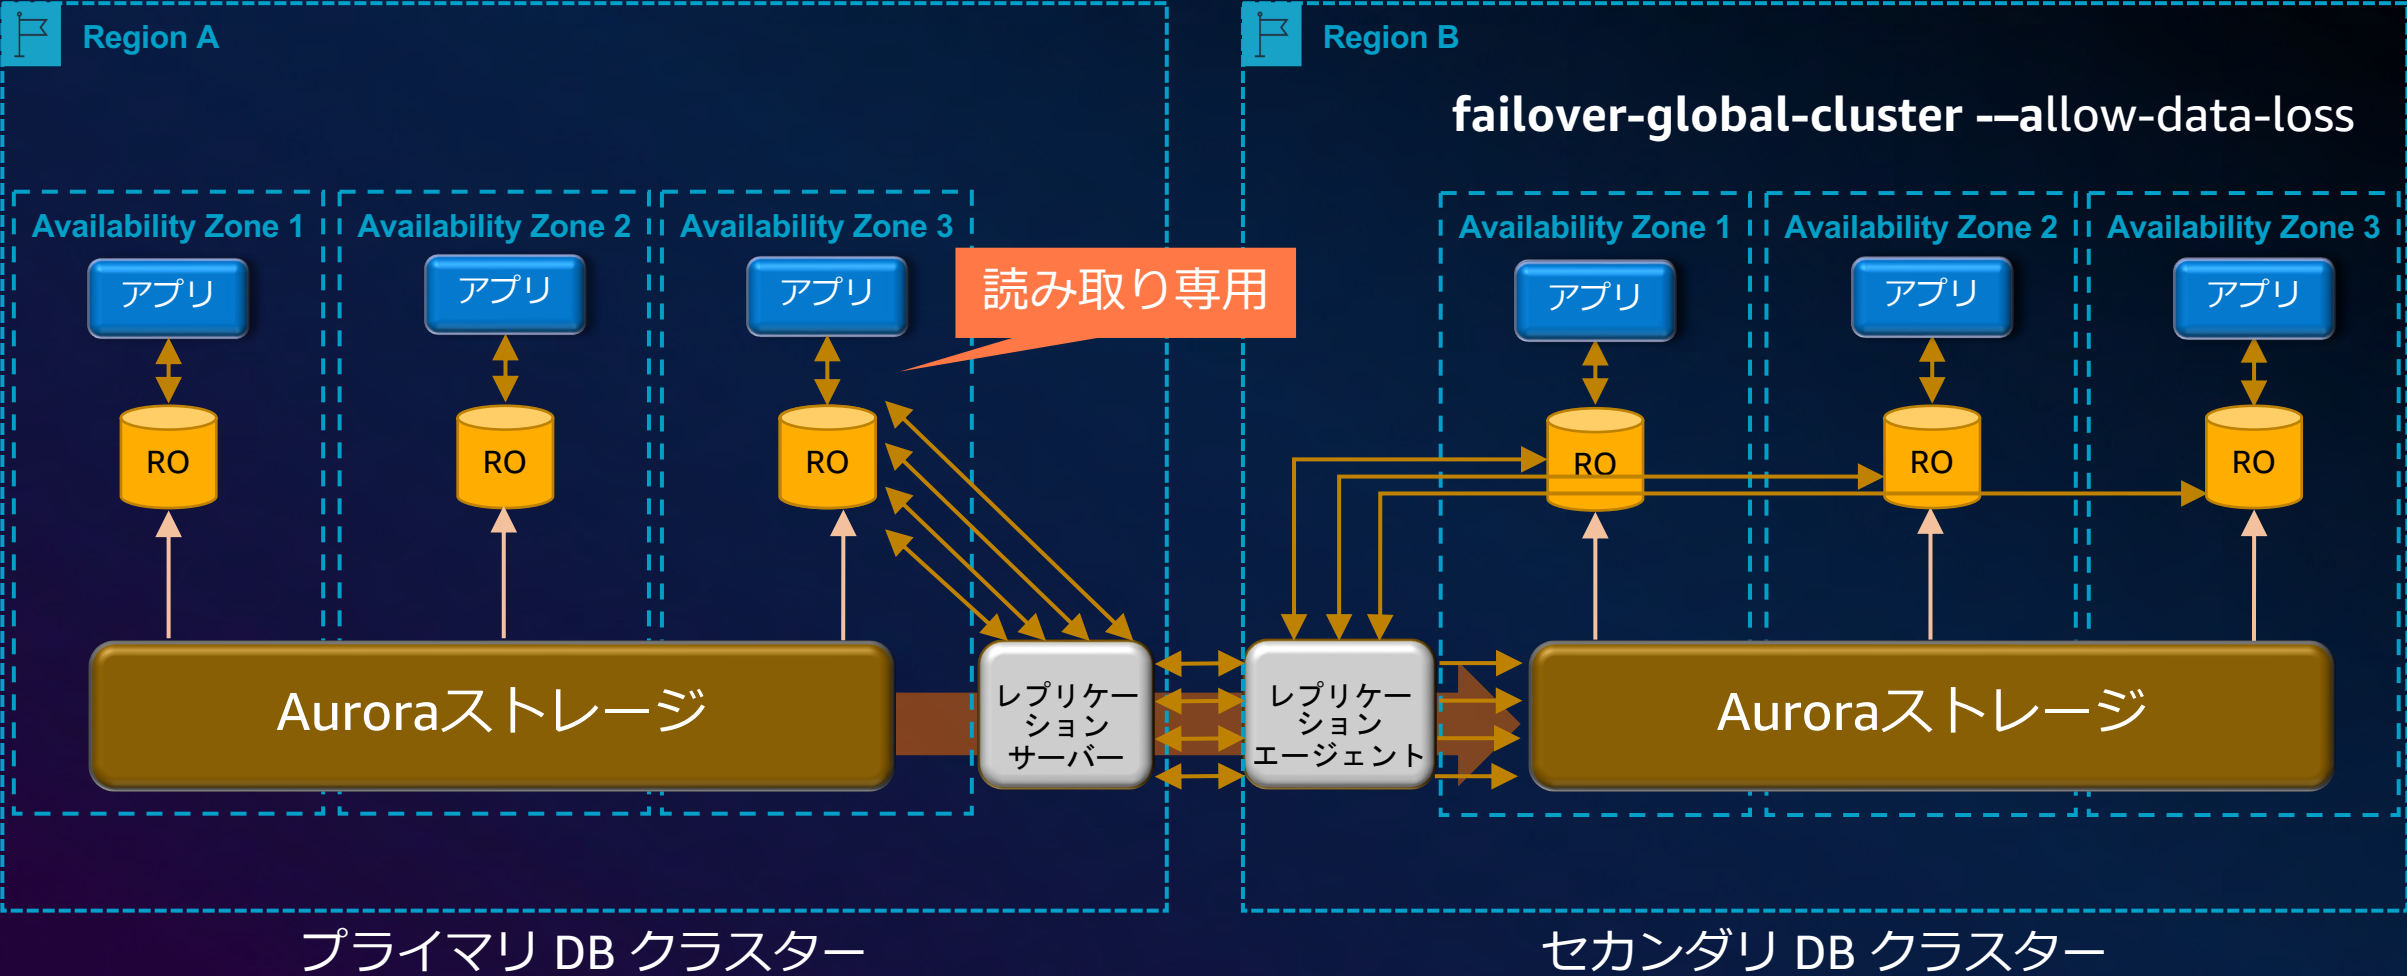 Region A
Region B
failover-global-cluster --allow-data-loss
Availability Zone 1
Availability Zone 2
Availability Zone 3
Availability Zone 1
Availability Zone 2
Availability Zone 3
アプリ
アプリ
アプリ
読み取り専用
アプリ
アプリ
アプリ
RO
RO
RO
RO
RO
RO
Auroraストレージ
レプリケー
ション
サーバー
レプリケー
ション
エージェント
Auroraストレージ
プライマリ DB クラスター
セカンダリ DB クラスター